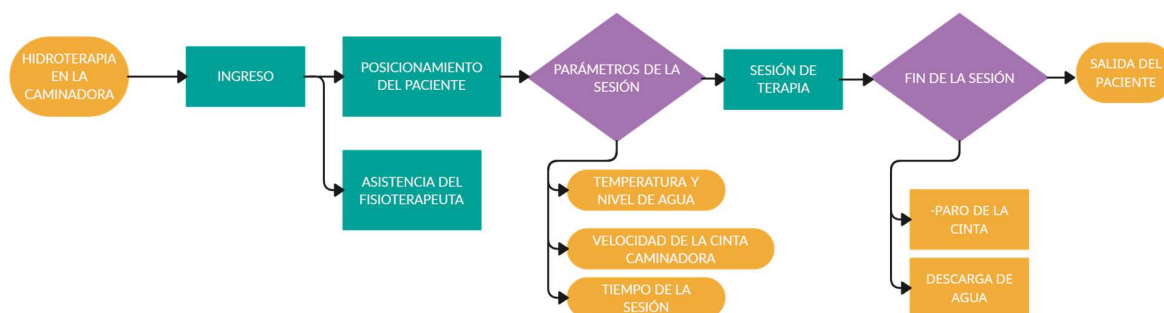 HIDROTERAPIA
EN LA
CAMINADORA
INGRESO
POSICIONAMIENTO
DEL PACIENTE
ASISTENCIA DEL
FISIOTERAPEUTA
PARÁMETROS DE LA
SESIÓN
TEMPERATURA Y
NIVEL DE AGUA
VELOCIDAD DE LA CINTA
CAMINADORA
TIEMPO DE LA
SESIÓN
SESIÓN DE
TERAPIA
FIN DE LA SESIÓN
-PARO DE LA
CINTA
DESCARGA DE
AGUA
SALIDA DEL
PACIENTE